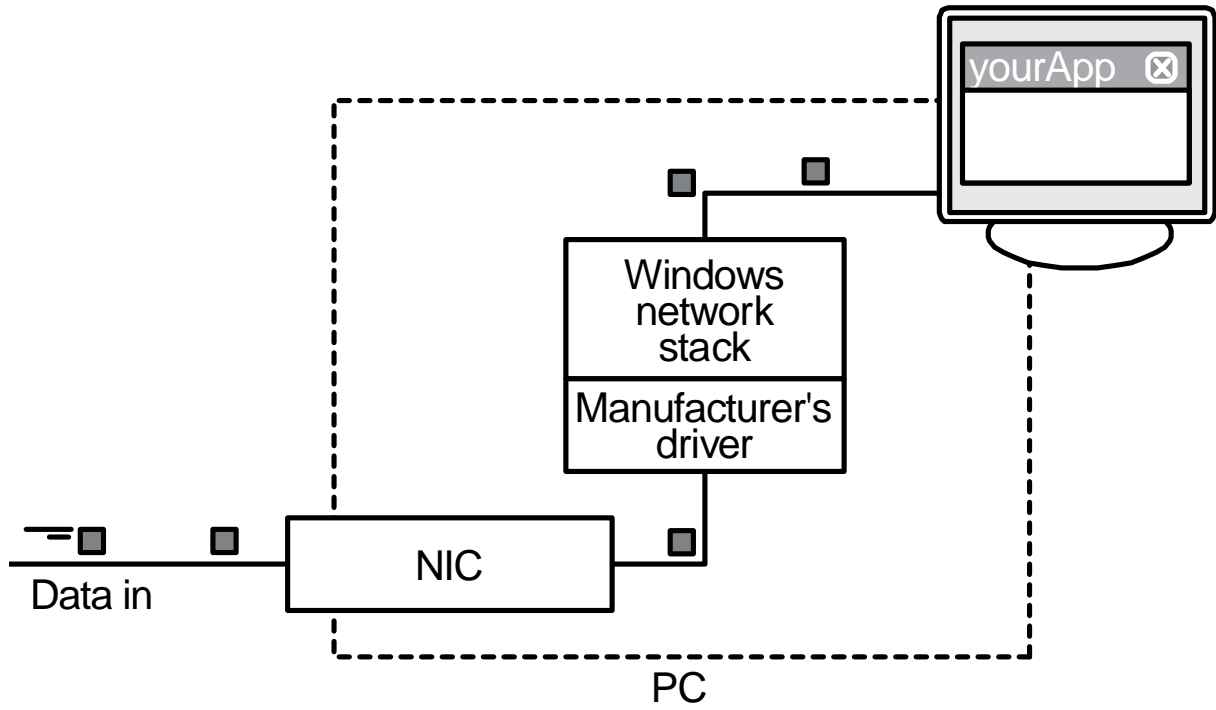 yourApp
Windows
network
stack
Manufacturer's
driver
NIC
Data in
PC